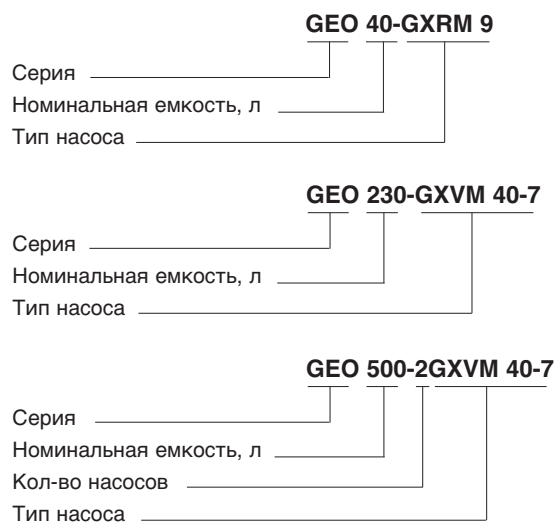 GEO 40-GXRM 9
Серия
Номинальная емкость, л
Тип насоса
GEO 230-GXVM 40-7
Серия
Номинальная емкость, л
Тип насоса
GEO 500-2GXVM 40-7
Серия
Номинальная емкость, л
Кол-во насосов
Тип насоса